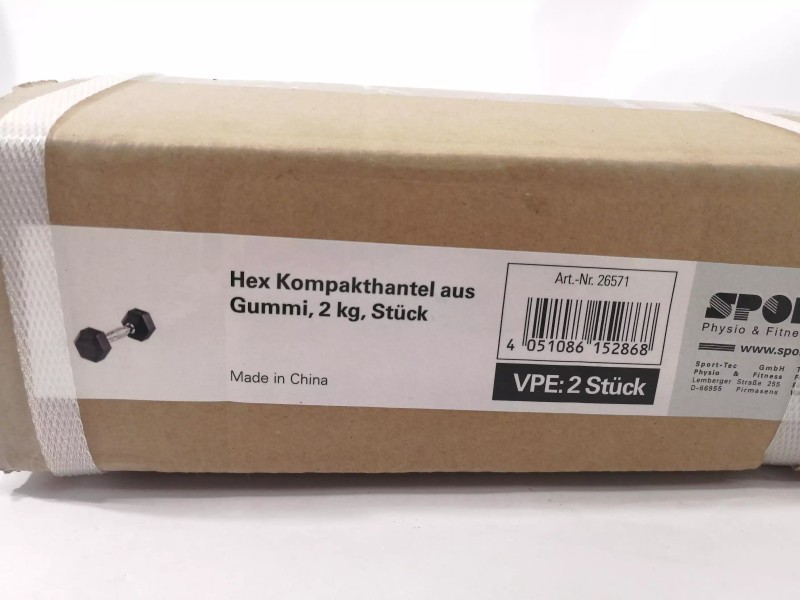 Hex Kompakthantel aus
Gummi, 2 kg, Stück
Made in China
Art.-Nr. 26571
4 051086 152868
VPE: 2 Stück
Physio & Fitne
www.spo
Sport-Tec GmbH
Physio & Fitness
Lemberger Straße 255
D-66955 Pirmasens